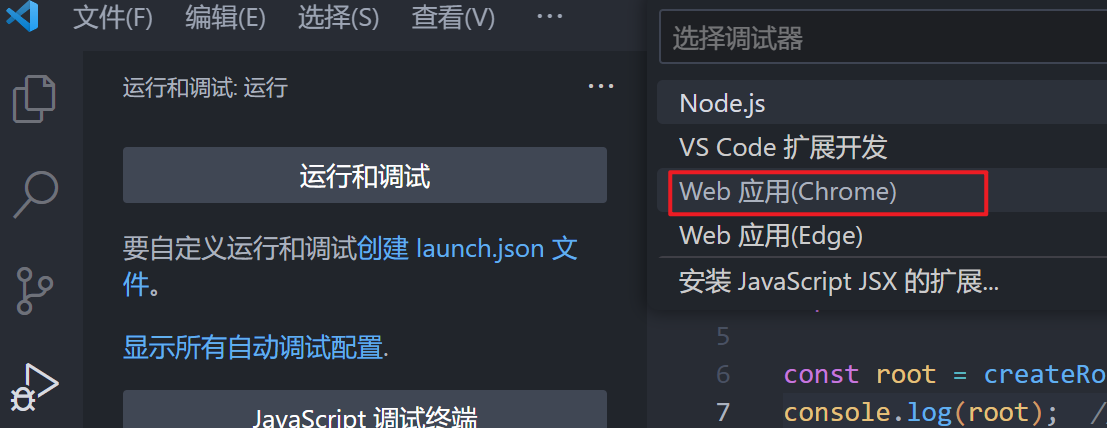 文件(F) 编辑(E) 选择(S) 查看(V) ···
运行和调试: 运行 ···
运行和调试
要自定义运行和调试创建 launch.json 文
件。
显示所有自动调试配置.
JavaScript 调试终端
选择调试器
Node.js
VS Code 扩展开发
Web 应用(Chrome)
Web 应用(Edge)
安装 JavaScript JSX 的扩展...
5
6 const root = createRo
7 console.log(root); /